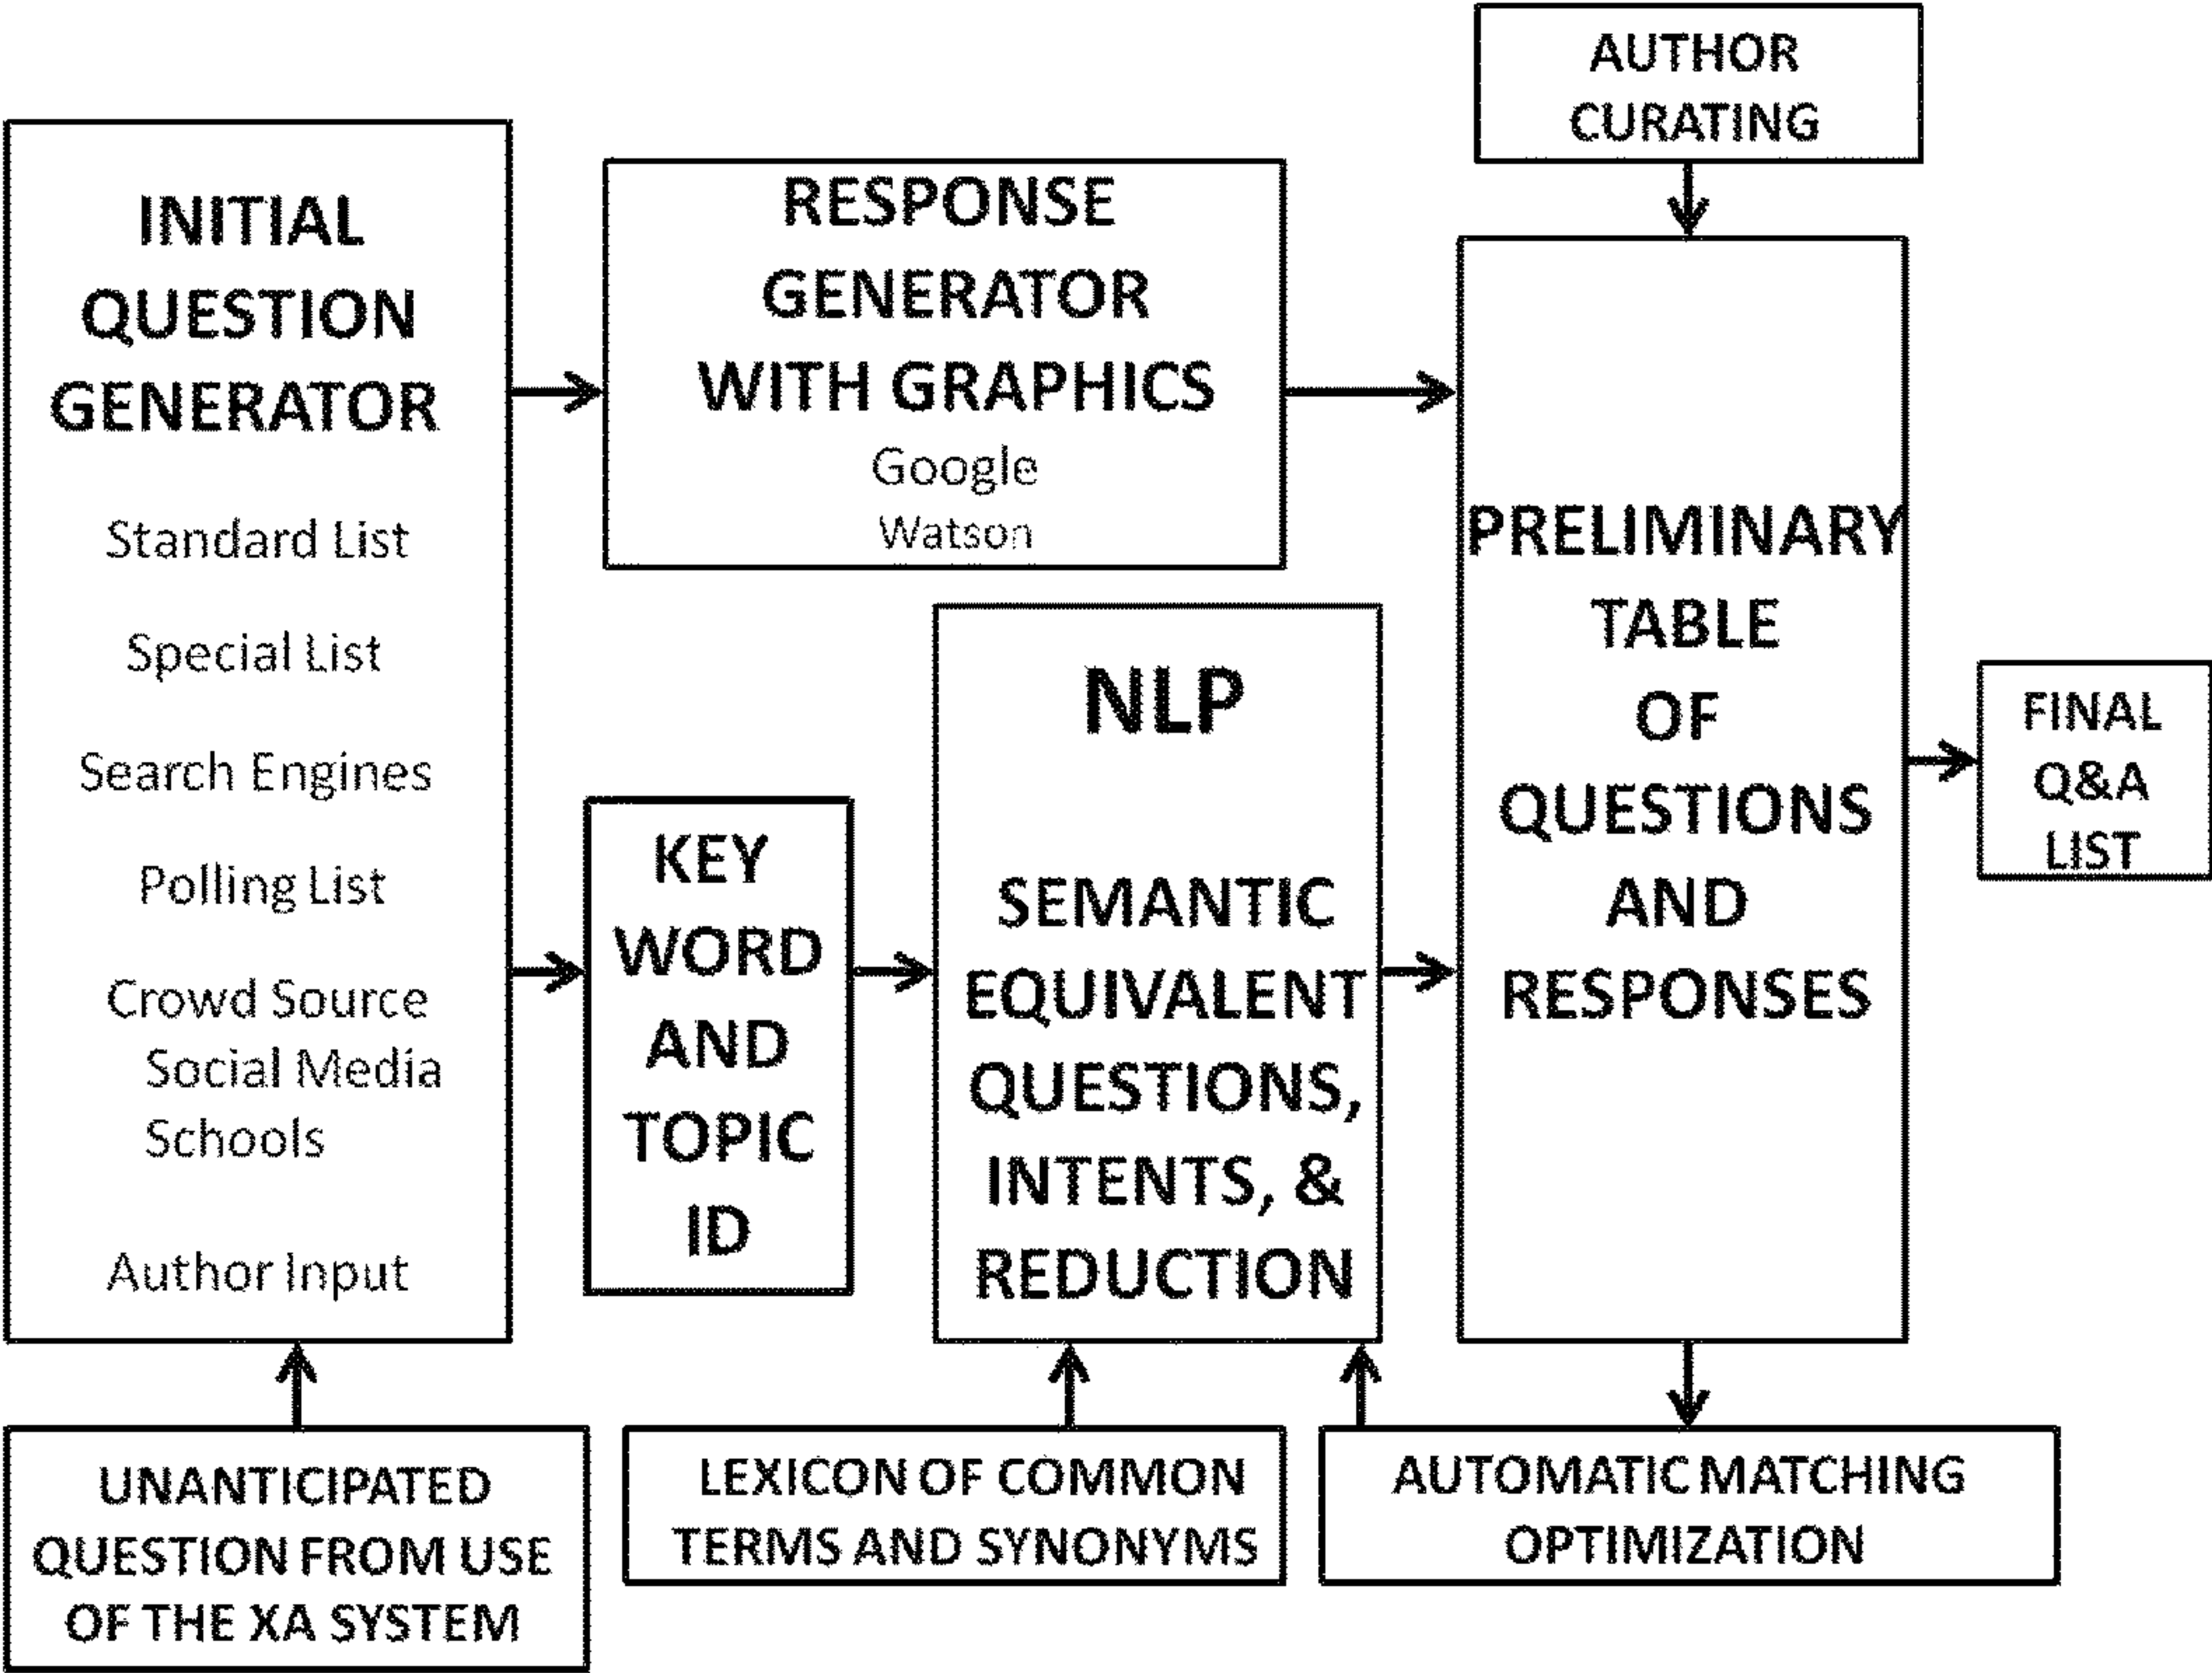 AUTHOR
CURATING
INITIAL
QUESTION
GENERATOR
Standard List
Special List
Search Engines
Polling List
Crowd Source
Social Media
Schools
Author Input
RESPONSE
GENERATOR
WITH GRAPHICS
Google
Watson
KEY
WORD
AND
TOPIC
ID
NLP
SEMANTIC
EQUIVALENT
QUESTIONS,
INTENTS, &
REDUCTION
PRELIMINARY
TABLE
OF
QUESTIONS
AND
RESPONSES
FINAL
Q&A
LIST
UNANTICIPATED
QUESTION FROM USE
OF THE XA SYSTEM
LEXICON OF COMMON
TERMS AND SYNONYMS
AUTOMATIC MATCHING
OPTIMIZATION